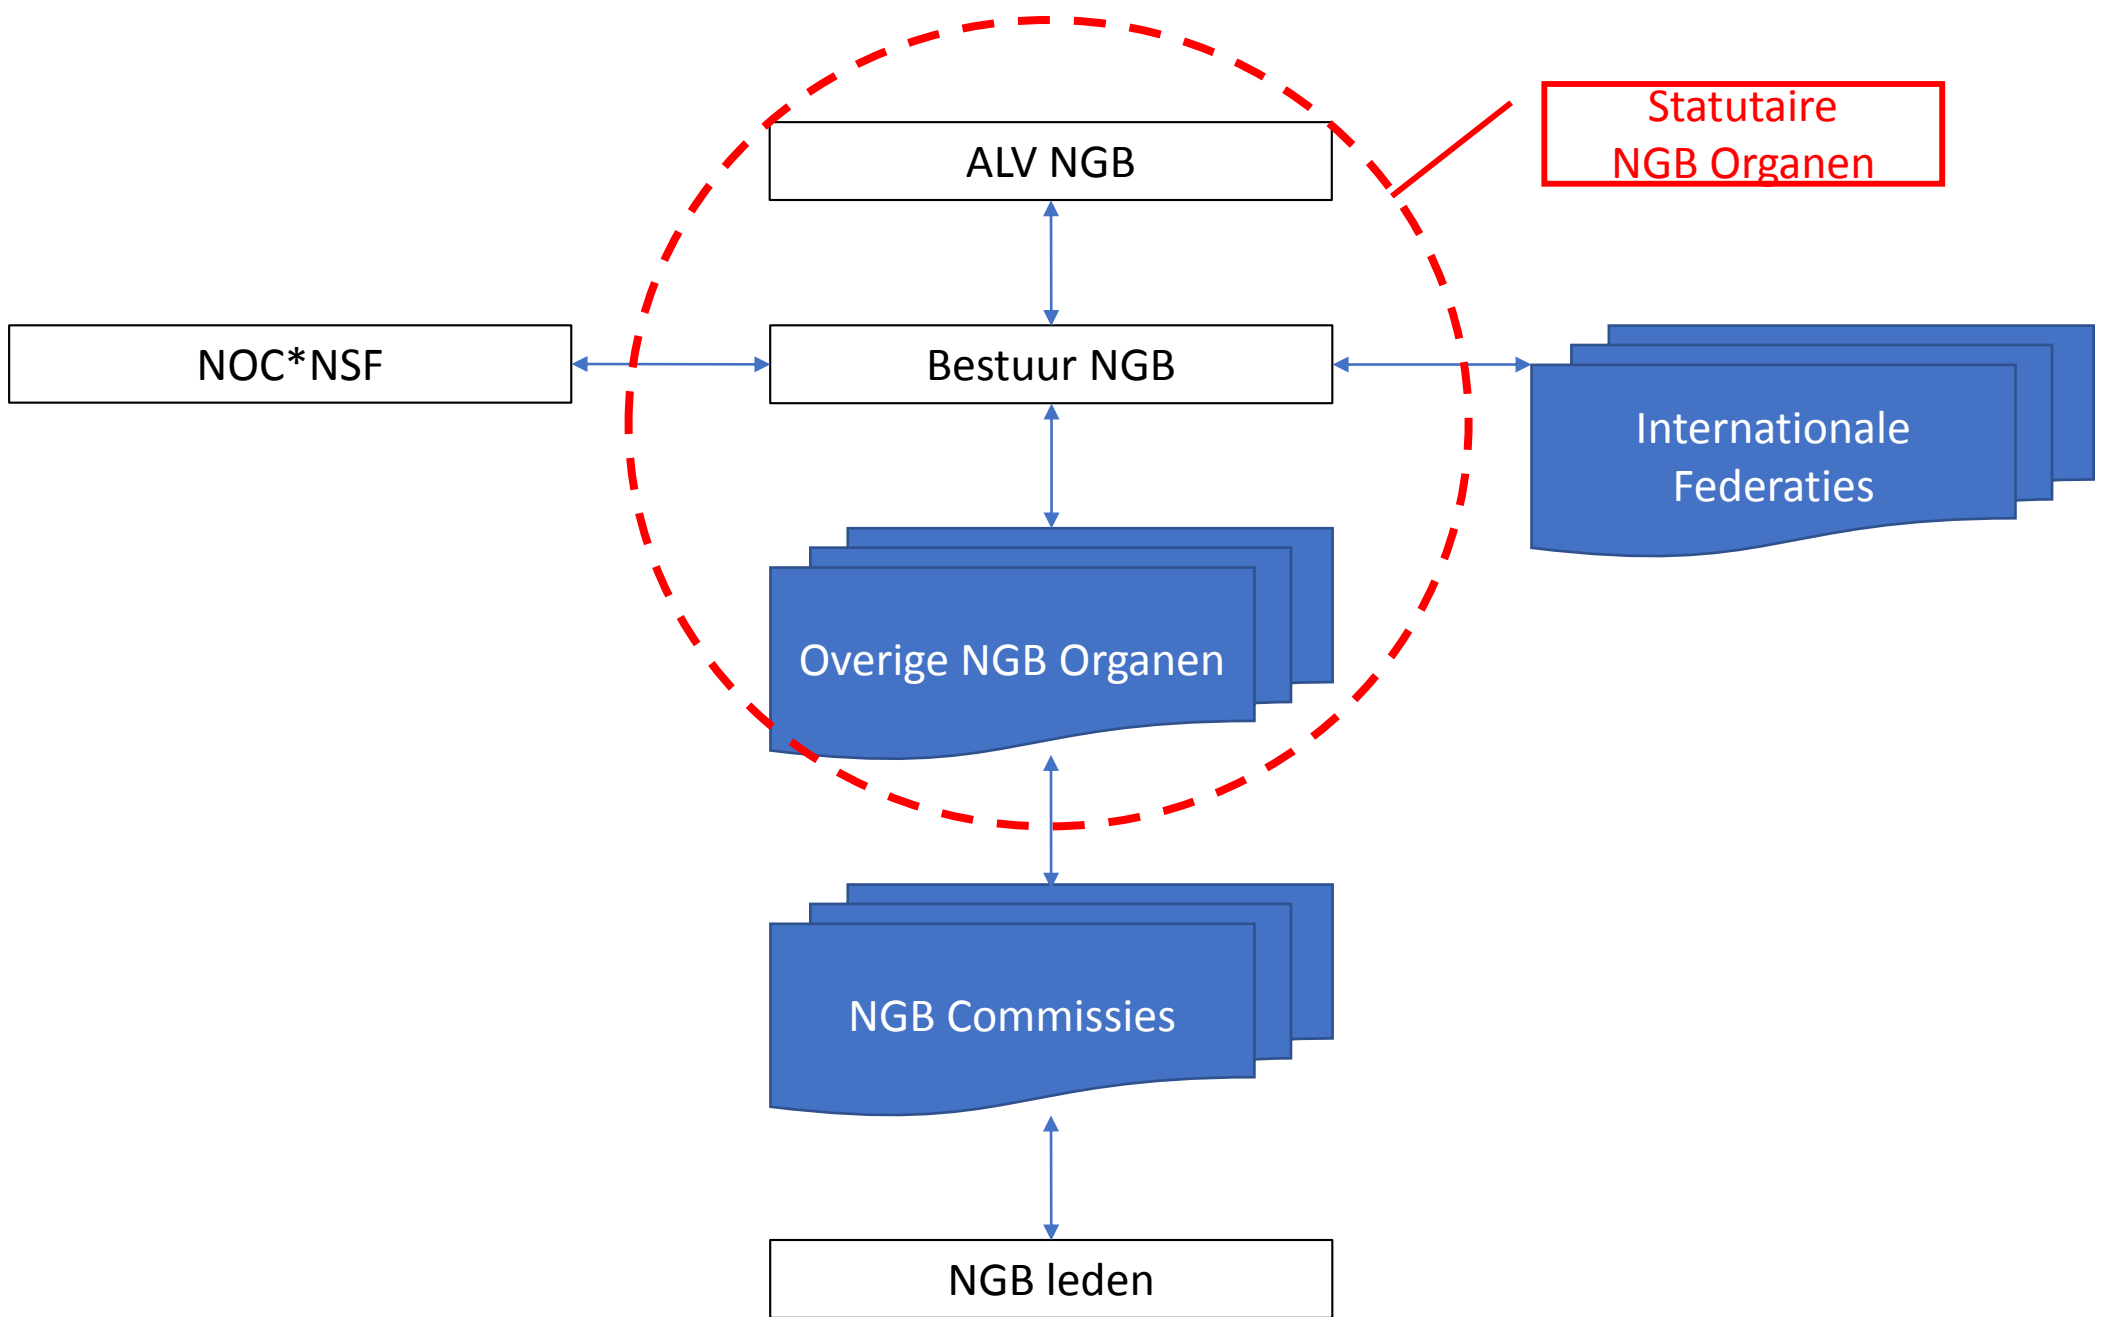 Statutaire
NGB Organen
ALV NGB
NOC*NSF
Bestuur NGB
Internationale
Federaties
Overige NGB Organen
NGB Commissies
NGB leden